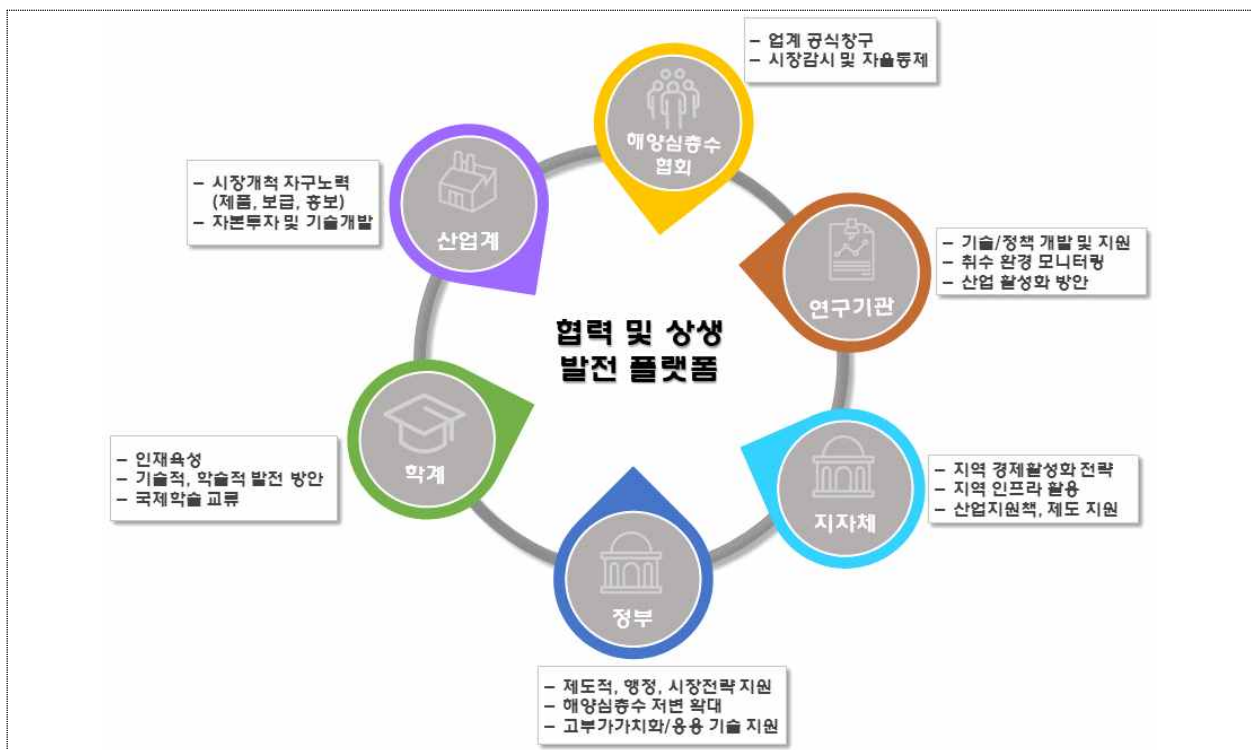 - 업계 공식창구
- 시장감시 및 자율통제
해양심층수
협회
- 시장개척 자구노력
(제품, 보급, 홍보)
- 자본투자 및 기술개발
산업계
- 기술/정책 개발 및 지원
- 취수 환경 모니터링
- 산업 활성화 방안
연구기관
협력 및 상생
발전 플랫폼
학계
- 인재육성
- 기술적, 학술적 발전 방안
- 국제학술 교류
지자체
- 지역 경제활성화 전략
- 지역 인프라 활용
- 산업지원책, 제도 지원
정부
- 제도적, 행정, 시장전략 지원
- 해양심층수 저변 확대
- 고부가가치화/응용 기술 지원